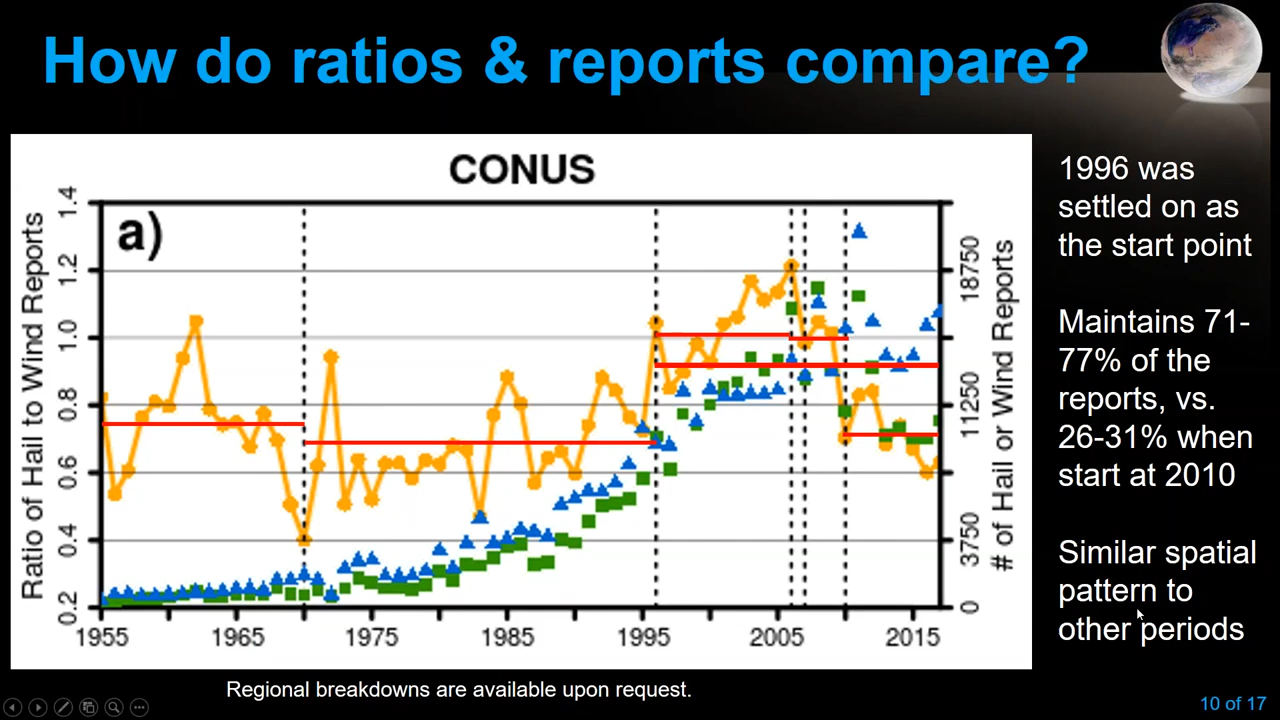 How do ratios & reports compare?
CONUS
a)
Ratio of Hail to Wind Reports
1.4
1.2
1.0
0.8
0.6
0.4
0.2
1955
1965
1975
1985
1995
2005
2015
18750
11250
3750
0
# of Hail or Wind Reports
1996 was
settled on as
the start point
Maintains 71-
77% of the
reports, vs.
26-31% when
start at 2010
Similar spatial
pattern to
other periods
Regional breakdowns are available upon request.
10 of 17